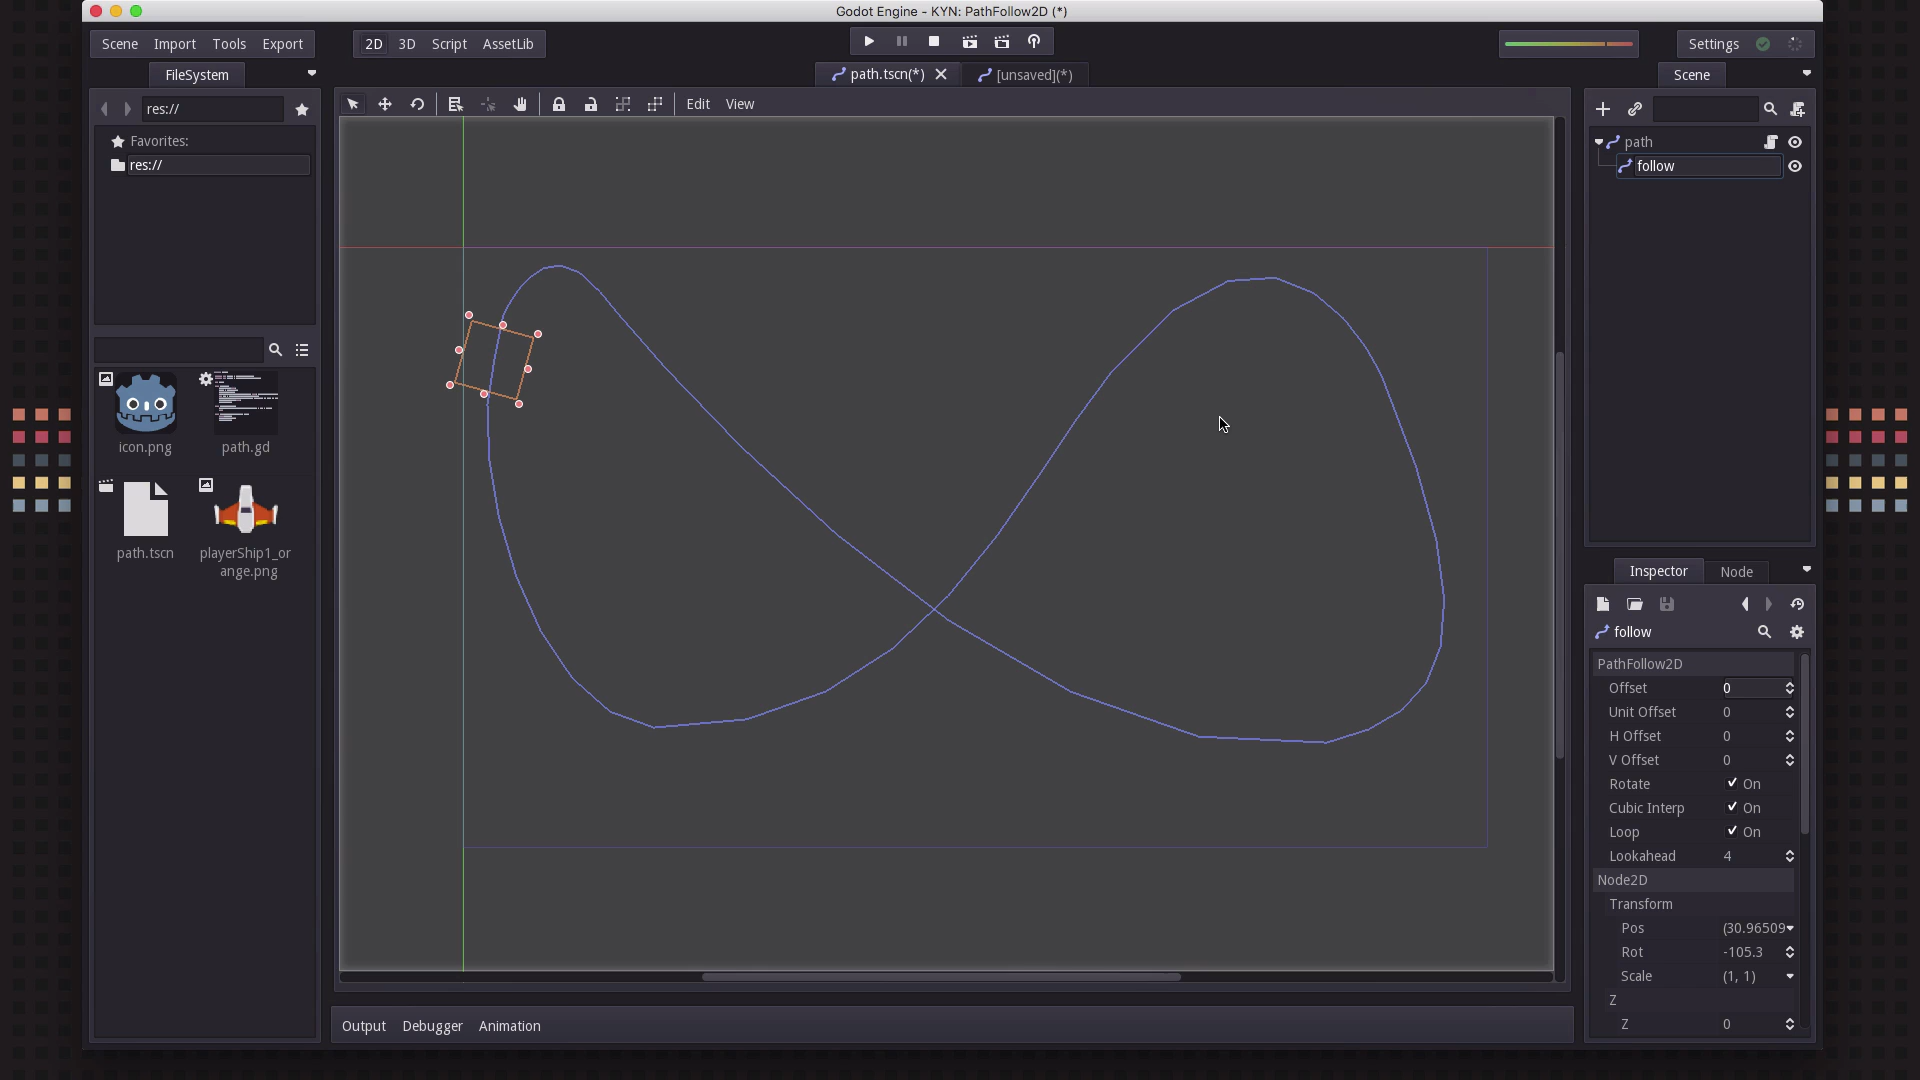 Godot Engine - KYN: PathFollow2D (*)
Scene Import Tools Export
2D 3D Script AssetLib
Settings
FileSystem
path.tscn(*)
[unsaved](*)
Scene
res://
Edit View
Favorites:
res://
path
follow
icon.png
path.gd
path.tscn
playerShip1_or
ange.png
Inspector Node
follow
PathFollow2D
Offset 0
Unit Offset 0
H Offset 0
V Offset 0
Rotate On
Cubic Interp On
Loop On
Lookahead 4
Node2D
Transform
Pos (30.96509
Rot -105.3
Scale (1, 1)
Z
Z 0
Output Debugger Animation